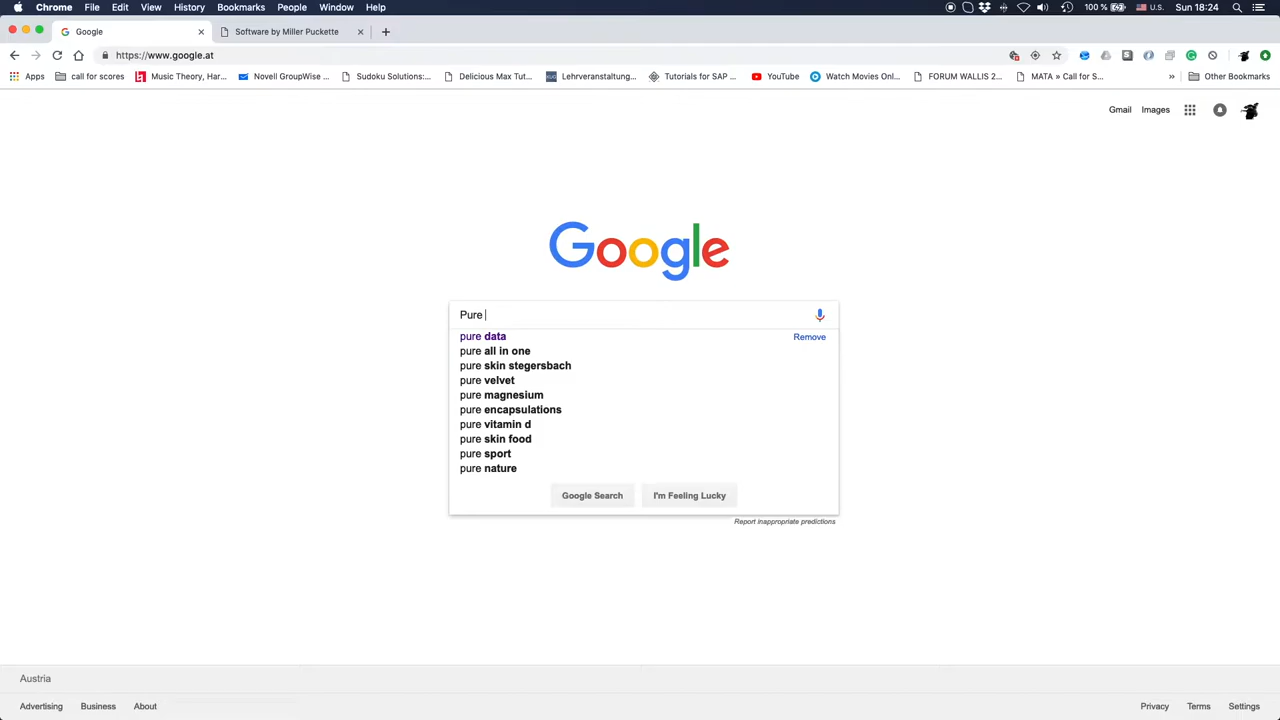 Chrome File Edit View History Bookmarks People Window Help 100 % U.S. Sun 18:24
Google Software by Miller Puckette
https://www.google.at
Apps call for scores Music Theory, Har... Novell GroupWise ... Sudoku Solutions:... Delicious Max Tut... Lehrveranstaltung... Tutorials for SAP ... YouTube Watch Movies Onl... FORUM WALLIS 2... MATA » Call for S... » Other Bookmarks
Gmail Images
Google
Pure
pure data Remove
pure all in one
pure skin stegersbach
pure velvet
pure magnesium
pure encapsulations
pure vitamin d
pure skin food
pure sport
pure nature
Google Search I'm Feeling Lucky
Report inappropriate predictions
Austria
Advertising Business About Privacy Terms Settings